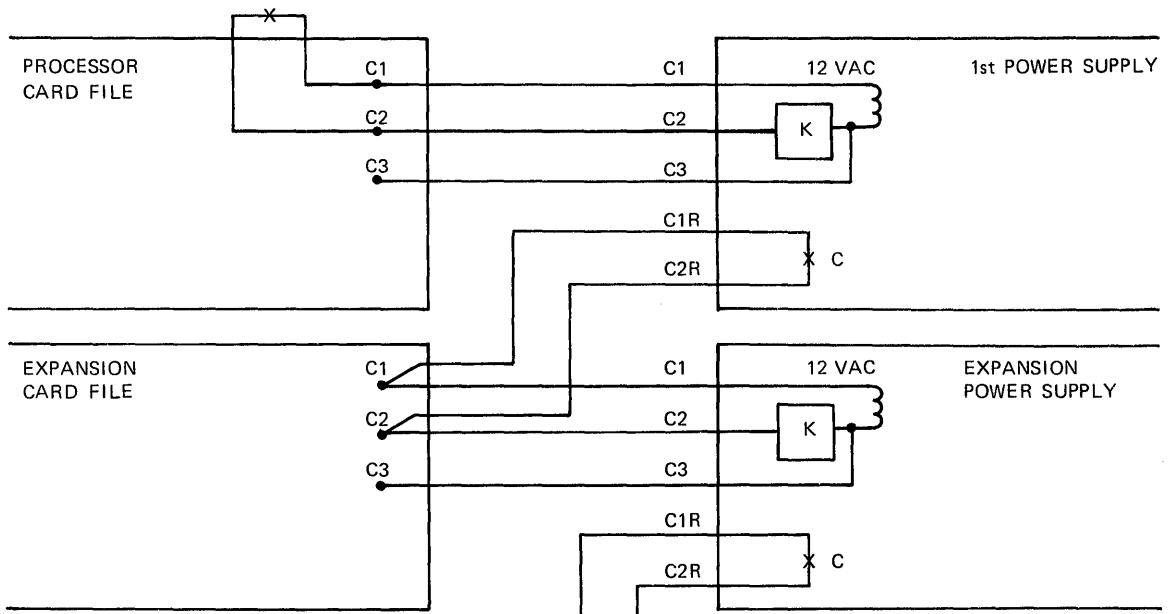 X
PROCESSOR
CARD FILE
C1
C1
12 VAC
1st POWER SUPPLY
C2
C2
K
C3
C3
C1R
X C
C2R
EXPANSION
CARD FILE
C1
C1
12 VAC
EXPANSION
POWER SUPPLY
C2
C2
K
C3
C3
C1R
X C
C2R